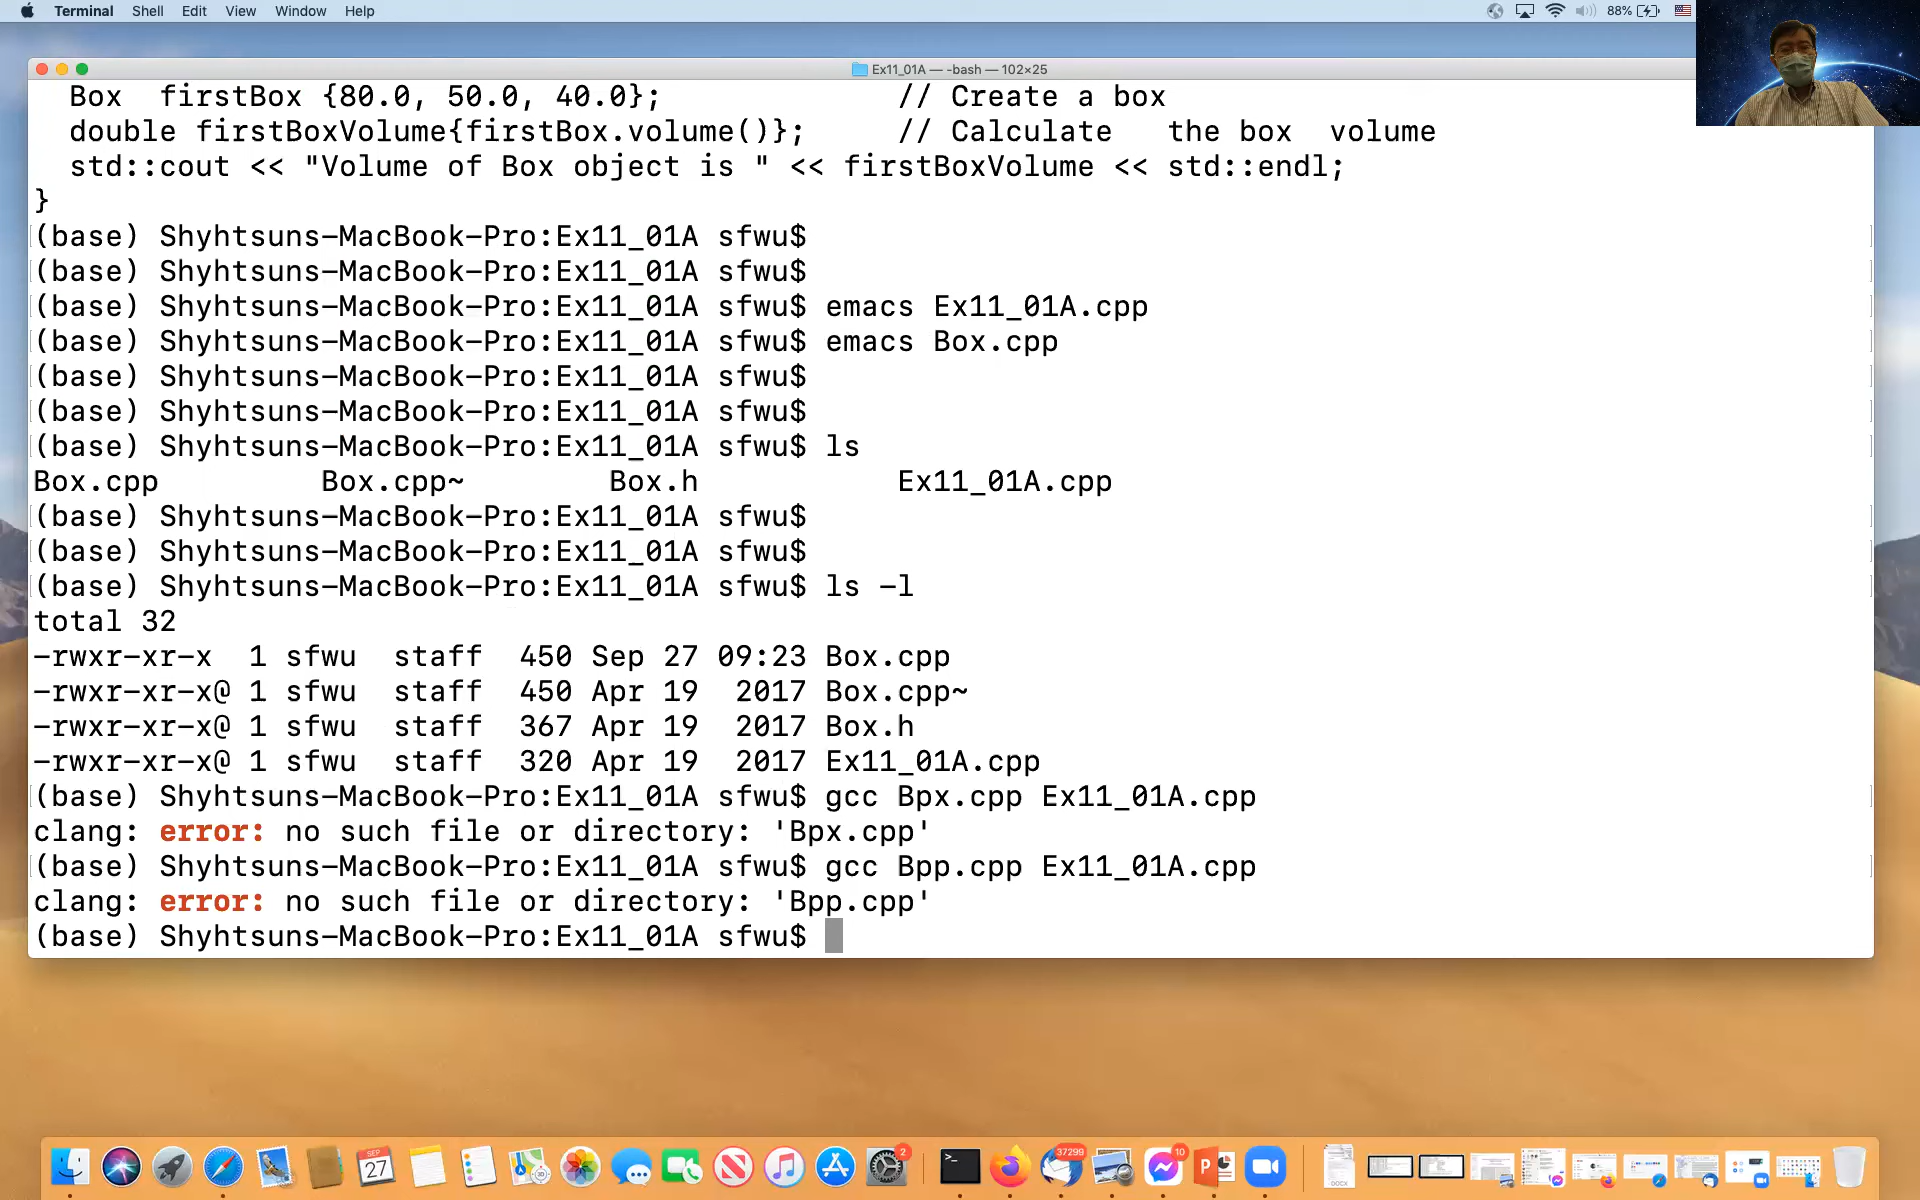 Terminal Shell Edit View Window Help 88%
Ex11_01A — -bash — 102×25
Box  firstBox {80.0, 50.0, 40.0};             // Create a box
double firstBoxVolume{firstBox.volume()};     // Calculate   the box  volume
std::cout << "Volume of Box object is " << firstBoxVolume << std::endl;
}
(base) Shyhtsuns-MacBook-Pro:Ex11_01A sfwu$
(base) Shyhtsuns-MacBook-Pro:Ex11_01A sfwu$
(base) Shyhtsuns-MacBook-Pro:Ex11_01A sfwu$ emacs Ex11_01A.cpp
(base) Shyhtsuns-MacBook-Pro:Ex11_01A sfwu$ emacs Box.cpp
(base) Shyhtsuns-MacBook-Pro:Ex11_01A sfwu$
(base) Shyhtsuns-MacBook-Pro:Ex11_01A sfwu$
(base) Shyhtsuns-MacBook-Pro:Ex11_01A sfwu$ ls
Box.cpp         Box.cpp~        Box.h           Ex11_01A.cpp
(base) Shyhtsuns-MacBook-Pro:Ex11_01A sfwu$
(base) Shyhtsuns-MacBook-Pro:Ex11_01A sfwu$
(base) Shyhtsuns-MacBook-Pro:Ex11_01A sfwu$ ls -l
total 32
-rwxr-xr-x  1 sfwu  staff  450 Sep 27 09:23 Box.cpp
-rwxr-xr-x@ 1 sfwu  staff  450 Apr 19  2017 Box.cpp~
-rwxr-xr-x@ 1 sfwu  staff  367 Apr 19  2017 Box.h
-rwxr-xr-x@ 1 sfwu  staff  320 Apr 19  2017 Ex11_01A.cpp
(base) Shyhtsuns-MacBook-Pro:Ex11_01A sfwu$ gcc Bpx.cpp Ex11_01A.cpp
clang: error: no such file or directory: 'Bpx.cpp'
(base) Shyhtsuns-MacBook-Pro:Ex11_01A sfwu$ gcc Bpp.cpp Ex11_01A.cpp
clang: error: no such file or directory: 'Bpp.cpp'
(base) Shyhtsuns-MacBook-Pro:Ex11_01A sfwu$
SEP 27 2 >_ 37299 10 P DOCX